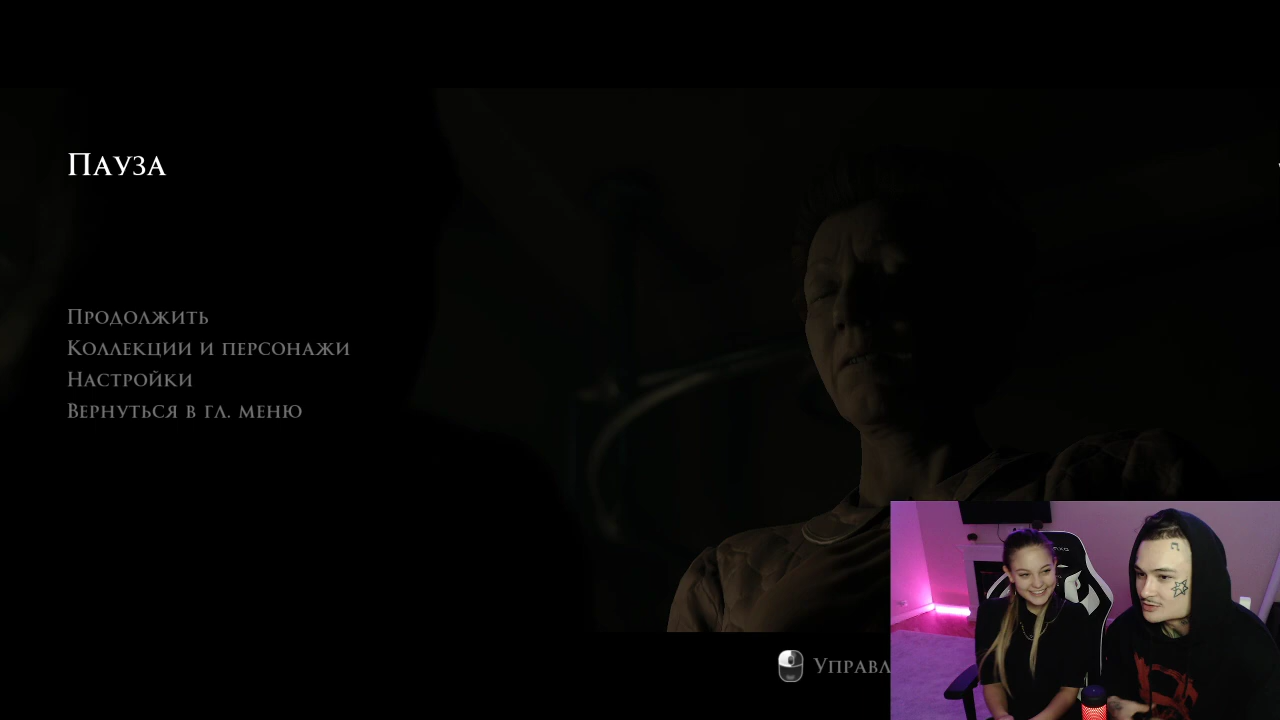 Пауза
Продолжить
Коллекции и персонажи
Настройки
Вернуться в гл. меню